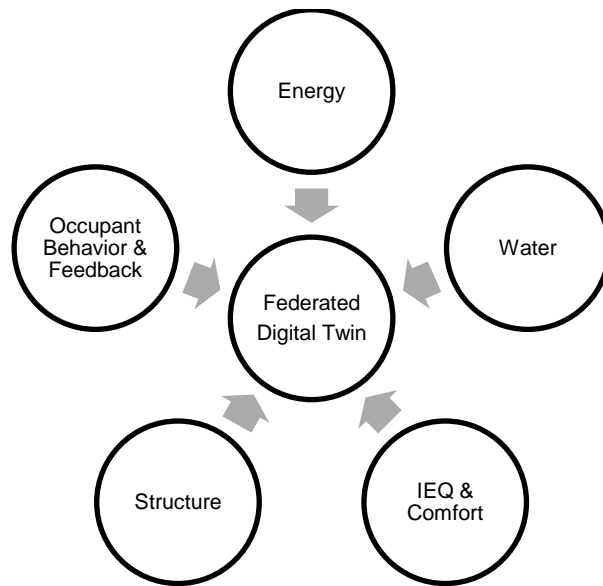 Energy
Occupant
Behavior &
Feedback
Water
Federated
Digital Twin
Structure
IEQ &
Comfort